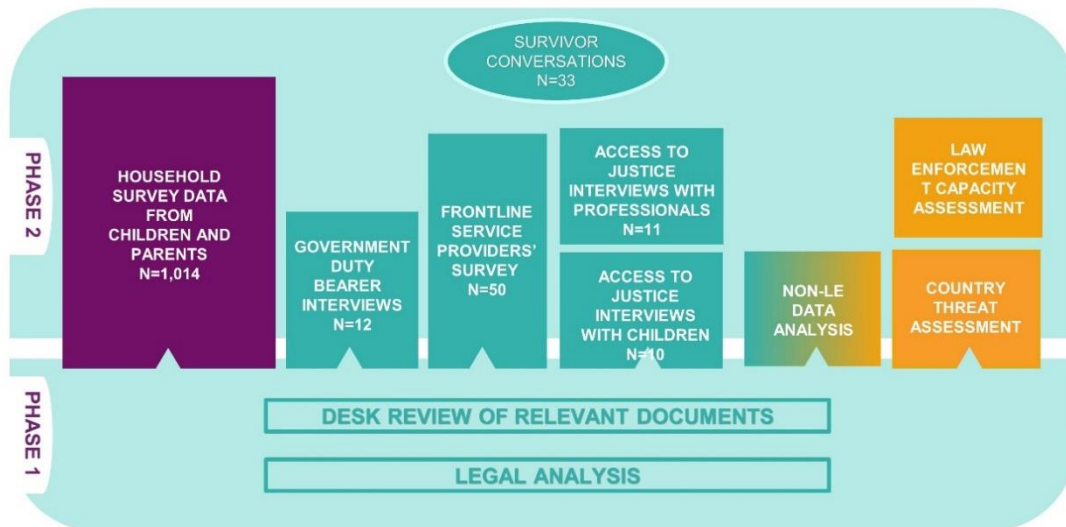 SURVIVOR
CONVERSATIONS
N=33
PHASE 2
HOUSEHOLD
SURVEY DATA
FROM
CHILDREN AND
PARENTS
N=1,014
GOVERNMENT
DUTY
BEARER
INTERVIEWS
N=12
FRONTLINE
SERVICE
PROVIDERS’
SURVEY
N=50
ACCESS TO
JUSTICE
INTERVIEWS WITH
PROFESSIONALS
N=11
ACCESS TO
JUSTICE
INTERVIEWS
WITH CHILDREN
N=10
NON-LE
DATA
ANALYSIS
LAW
ENFORCEMEN
T CAPACITY
ASSESSMENT
COUNTRY
THREAT
ASSESSMENT
PHASE 1
DESK REVIEW OF RELEVANT DOCUMENTS
LEGAL ANALYSIS